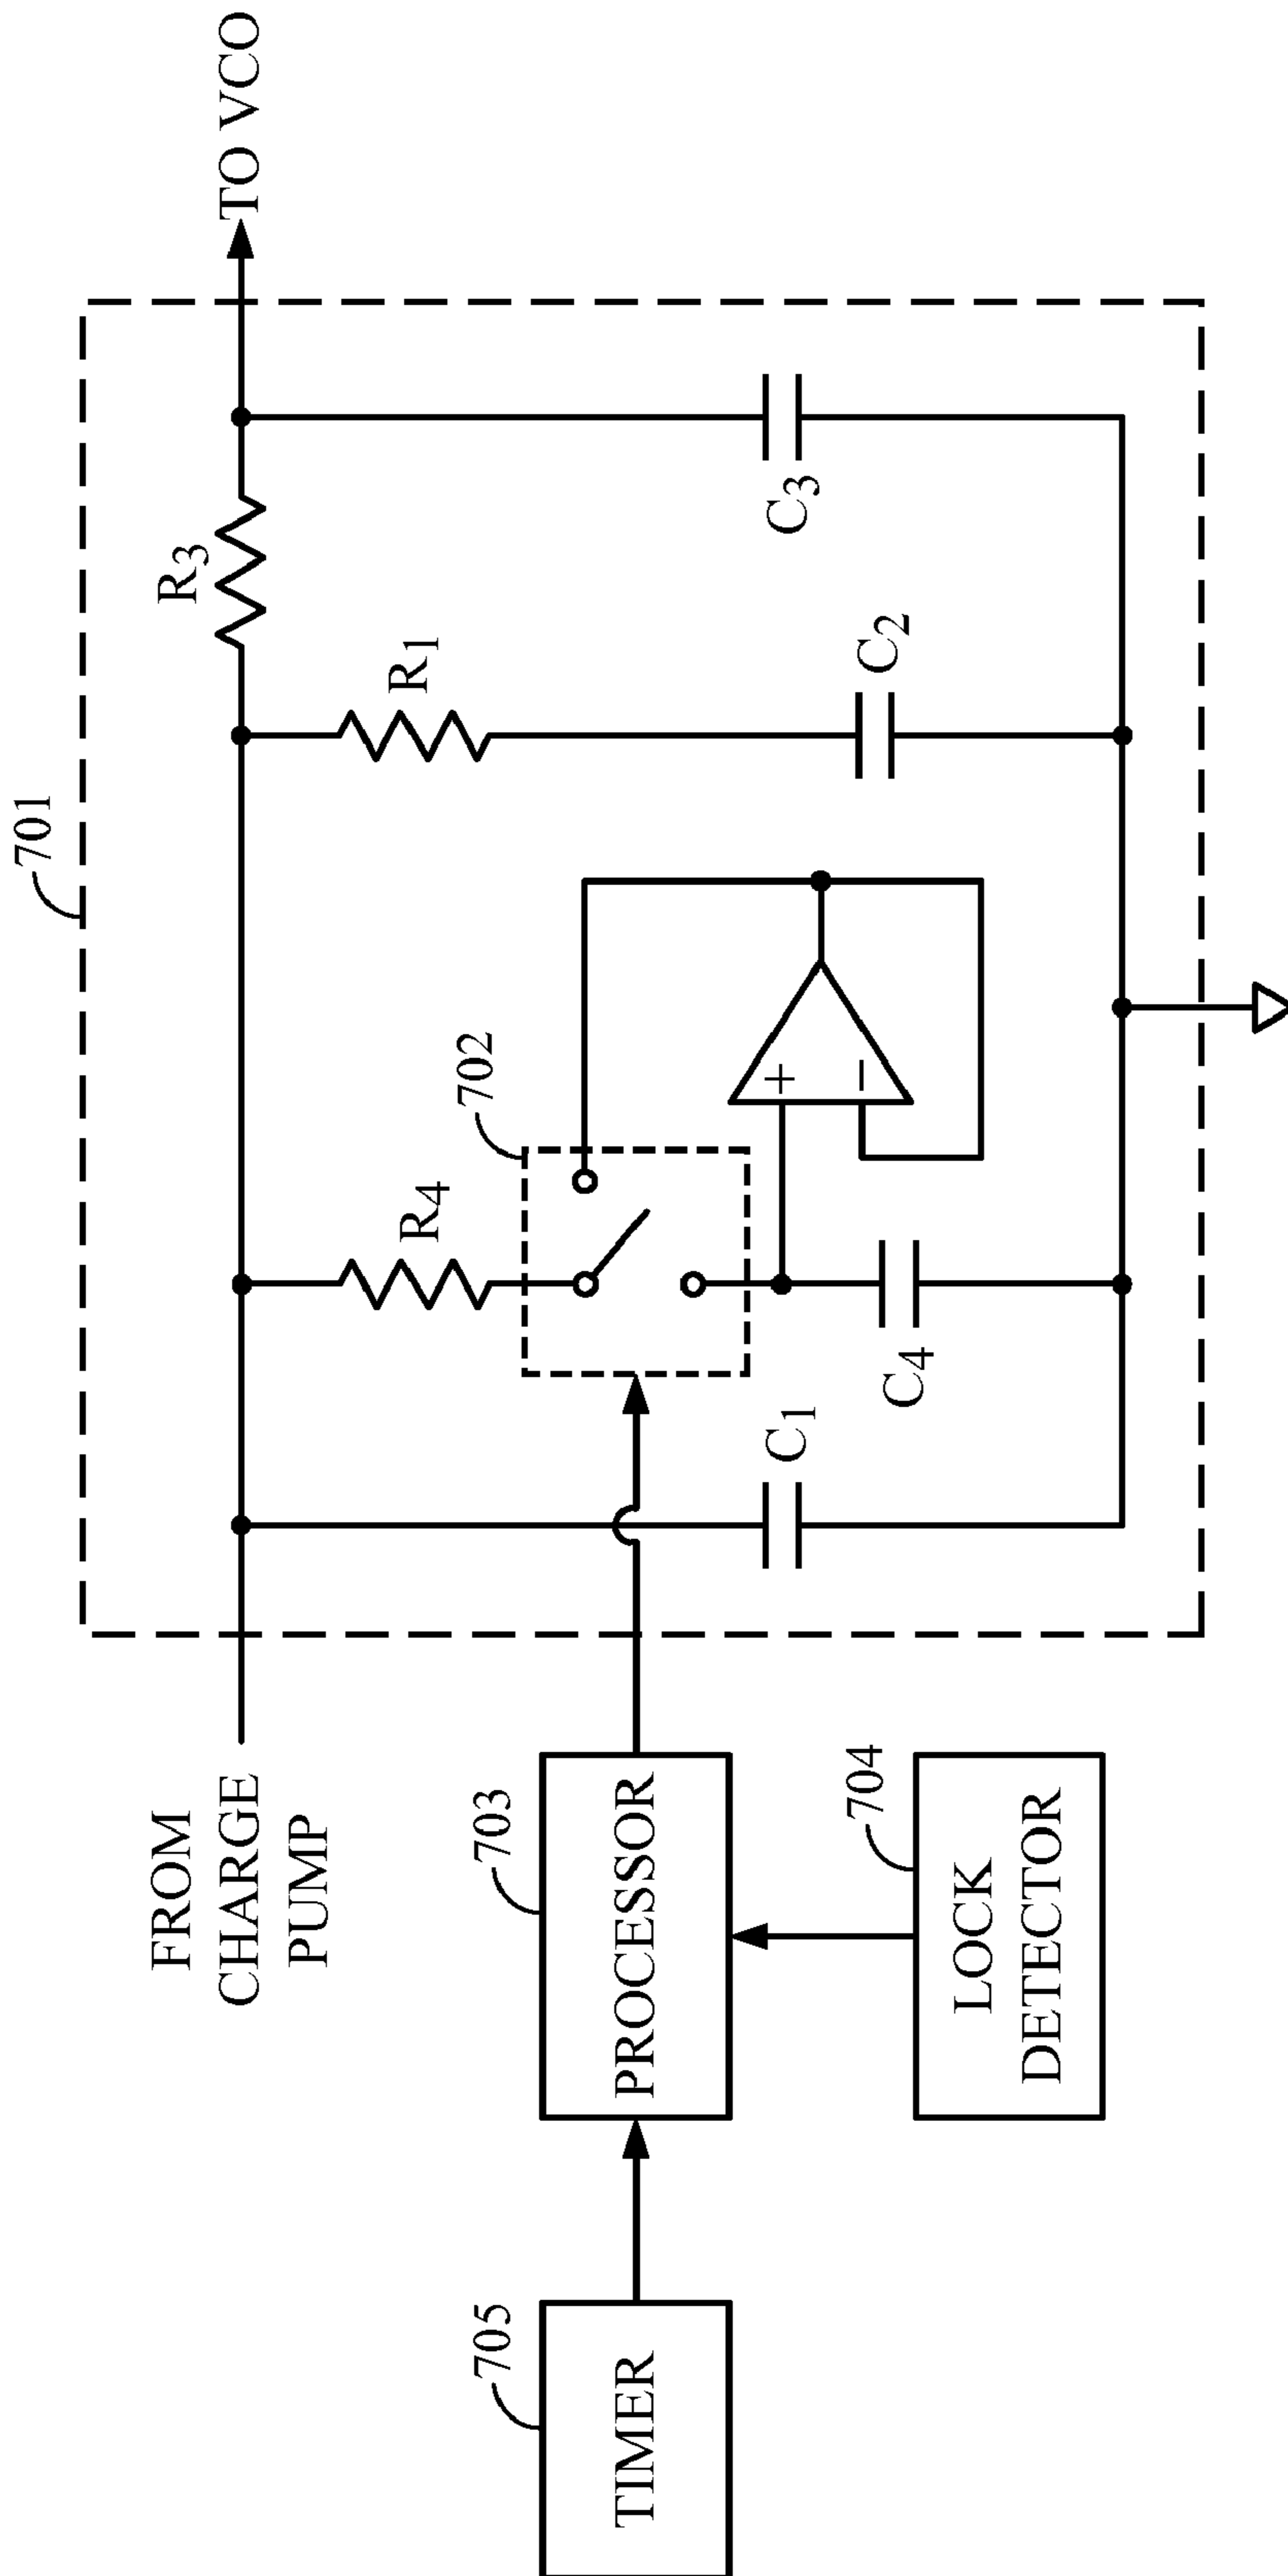 701
FROM
CHARGE
PUMP
TO VCO
R3
R1
R4
702
+
−
C1
C4
C2
C3
705
TIMER
703
PROCESSOR
704
LOCK
DETECTOR